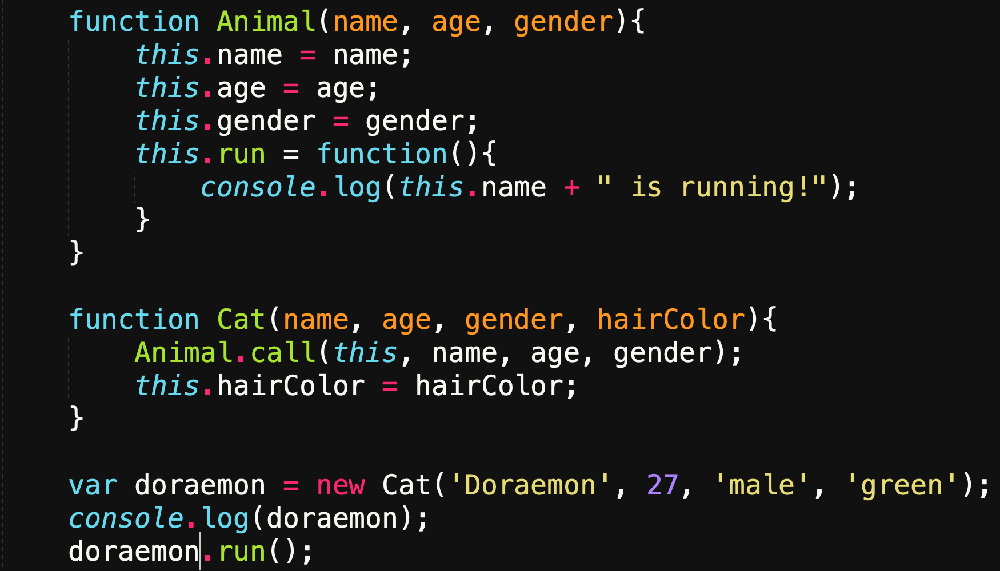 function Animal(name, age, gender){
    this.name = name;
    this.age = age;
    this.gender = gender;
    this.run = function(){
        console.log(this.name + " is running!");
    }
}

function Cat(name, age, gender, hairColor){
    Animal.call(this, name, age, gender);
    this.hairColor = hairColor;
}

var doraemon = new Cat('Doraemon', 27, 'male', 'green');
console.log(doraemon);
doraemon.run();